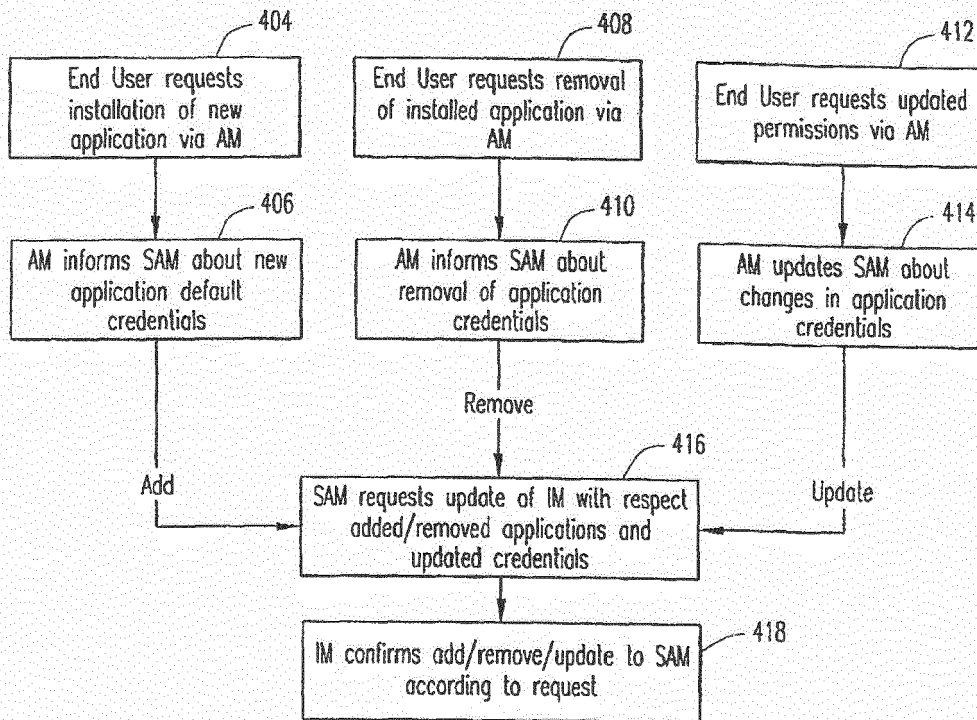 404
End User requests
installation of new
application via AM
408
End User requests removal
of installed application via
AM
412
End User requests updated
permissions via AM
406
AM informs SAM about new
application default
credentials
410
AM informs SAM about
removal of application
credentials
414
AM updates SAM about
changes in application
credentials
Add
Remove
Update
416
SAM requests update of IM with respect
added/removed applications and
updated credentials
418
IM confirms add/remove/update to SAM
according to request